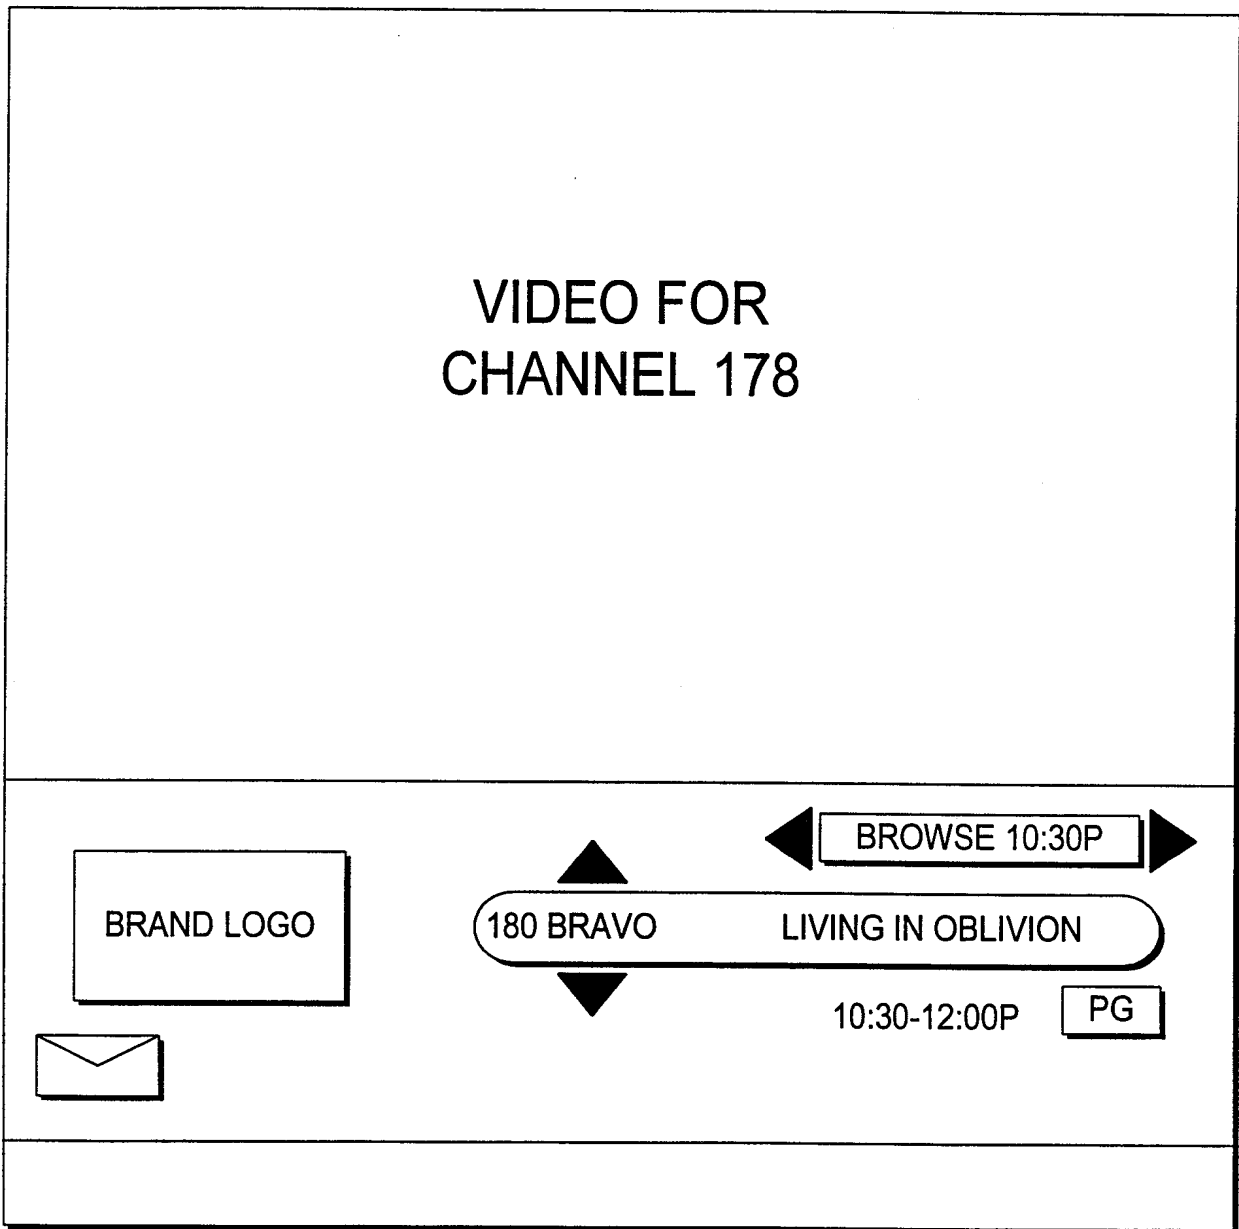 VIDEO FOR
CHANNEL 178
BROWSE 10:30P
BRAND LOGO
180 BRAVO LIVING IN OBLIVION
10:30-12:00P PG